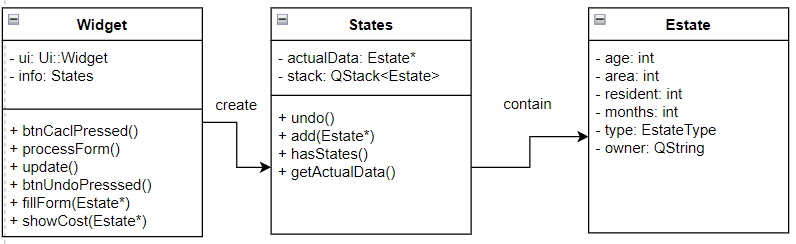 Widget
- ui: Ui::Widget
- info: States
+ btnCaclPressed()
+ processForm()
+ update()
+ btnUndoPresssed()
+ fillForm(Estate*)
+ showCost(Estate*)
create
States
- actualData: Estate*
- stack: QStack<Estate>
+ undo()
+ add(Estate*)
+ hasStates()
+ getActualData()
contain
Estate
- age: int
- area: int
- resident: int
- months: int
- type: EstateType
- owner: QString